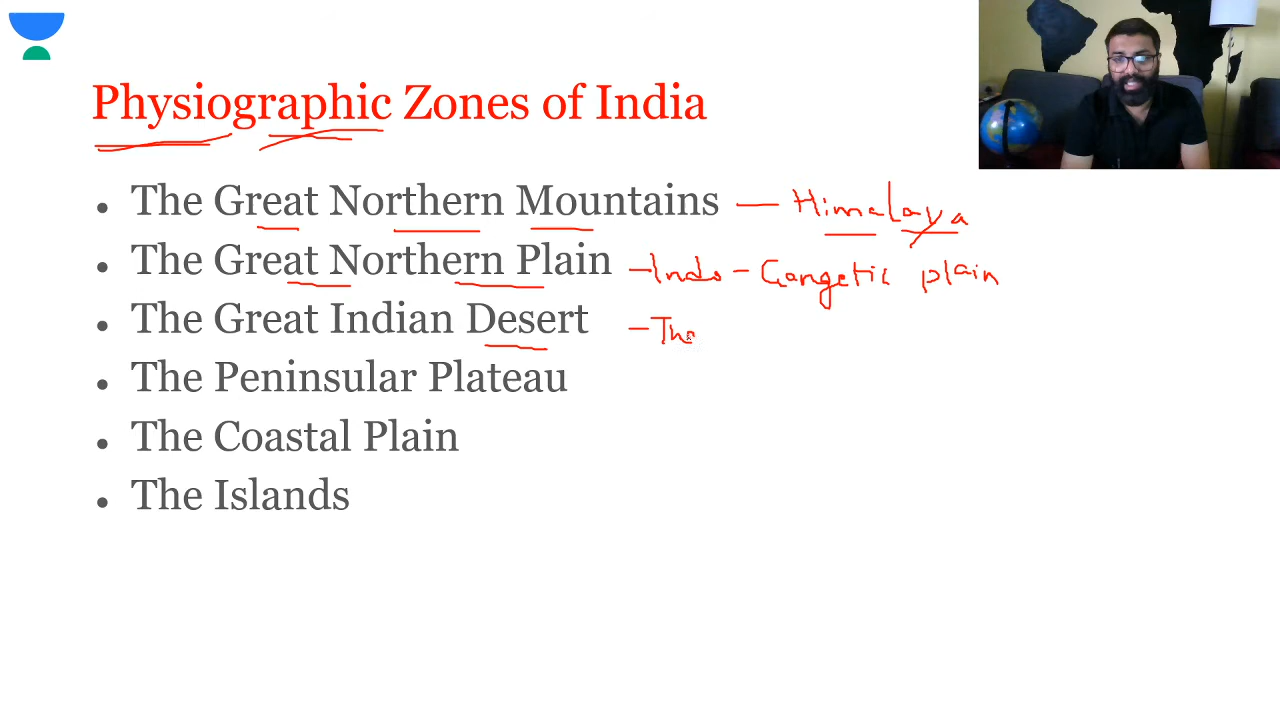 Physiographic Zones of India
• The Great Northern Mountains — Himalaya
• The Great Northern Plain – Indo - Gangetic plain
• The Great Indian Desert – The
• The Peninsular Plateau
• The Coastal Plain
• The Islands